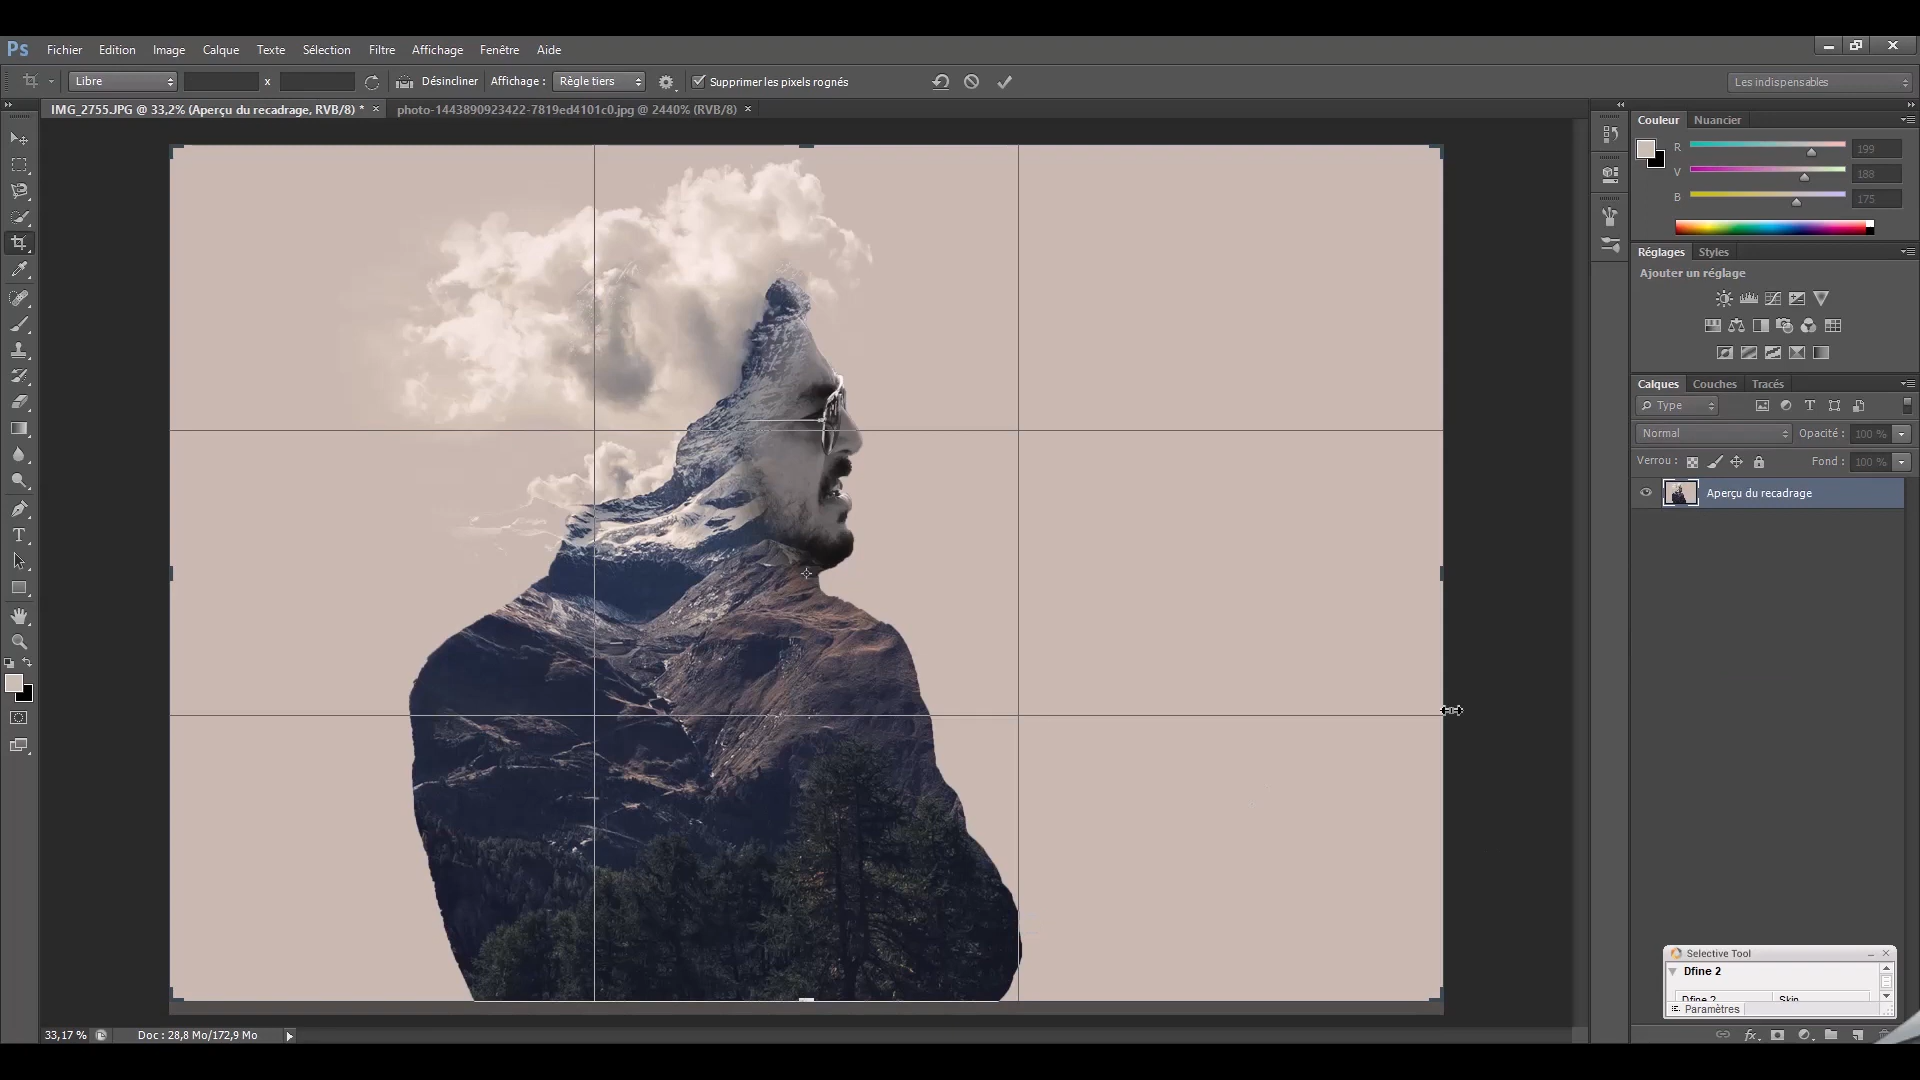 Ps Fichier Edition Image Calque Texte Sélection Filtre Affichage Fenêtre Aide
Libre x Désincliner Affichage : Règle tiers Supprimer les pixels rognés Les indispensables
IMG_2755.JPG @ 33,2% (Aperçu du recadrage, RVB/8) * × photo-1443890923422-7819ed4101c0.jpg @ 2440% (RVB/8) ×
Couleur Nuancier
R 199
V 188
B 175
Réglages Styles
Ajouter un réglage
Calques Couches Tracés
Type
Normal Opacité : 100 %
Verrou : Fond : 100 %
Aperçu du recadrage
Selective Tool
Dfine 2
Dfine 2 Skin
Paramètres
33,17 % Doc : 28,8 Mo/172,9 Mo